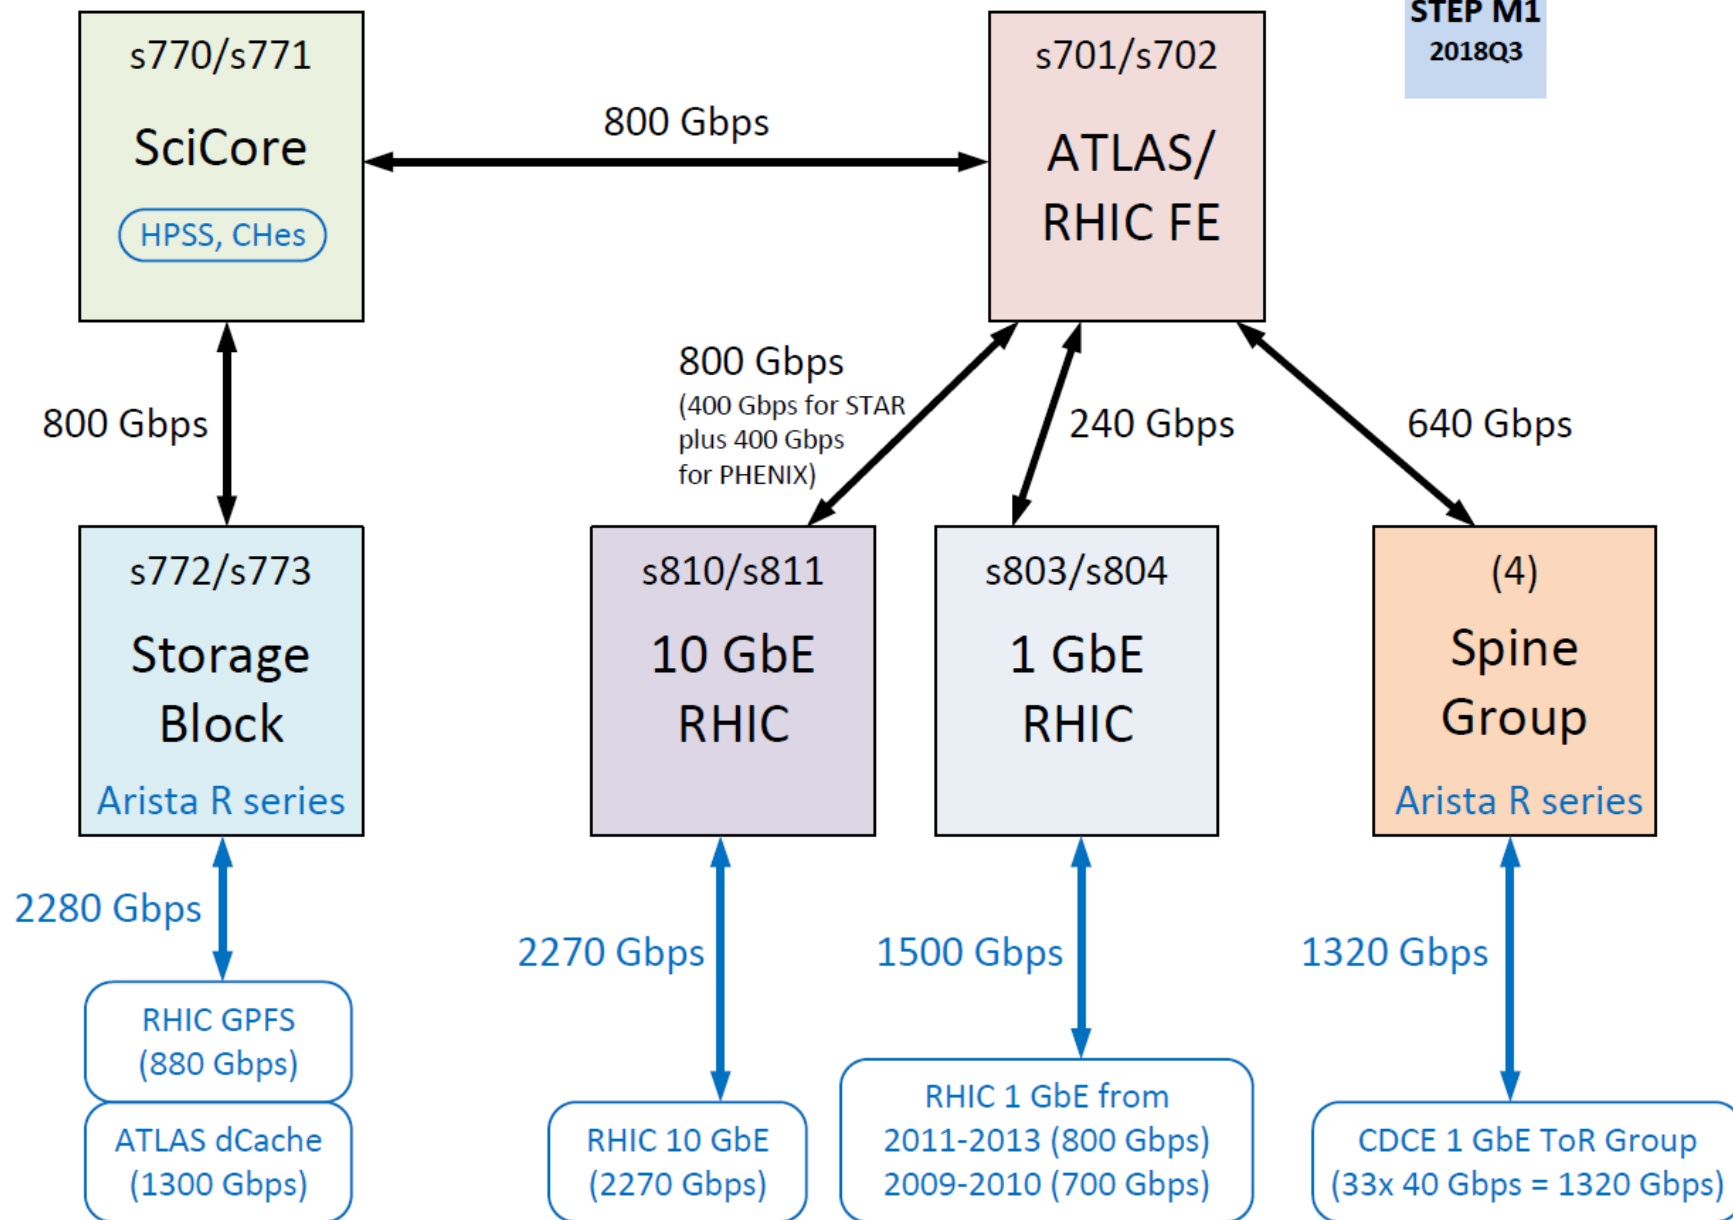 STEP M1
2018Q3
s770/s771
SciCore
HPSS, CHes
800 Gbps
s701/s702
ATLAS/
RHIC FE
800 Gbps
800 Gbps
(400 Gbps for STAR
plus 400 Gbps
for PHENIX)
240 Gbps
640 Gbps
s772/s773
Storage
Block
Arista R series
s810/s811
10 GbE
RHIC
s803/s804
1 GbE
RHIC
(4)
Spine
Group
Arista R series
2280 Gbps
2270 Gbps
1500 Gbps
1320 Gbps
RHIC GPFS
(880 Gbps)
ATLAS dCache
(1300 Gbps)
RHIC 10 GbE
(2270 Gbps)
RHIC 1 GbE from
2011-2013 (800 Gbps)
2009-2010 (700 Gbps)
CDCE 1 GbE ToR Group
(33x 40 Gbps = 1320 Gbps)